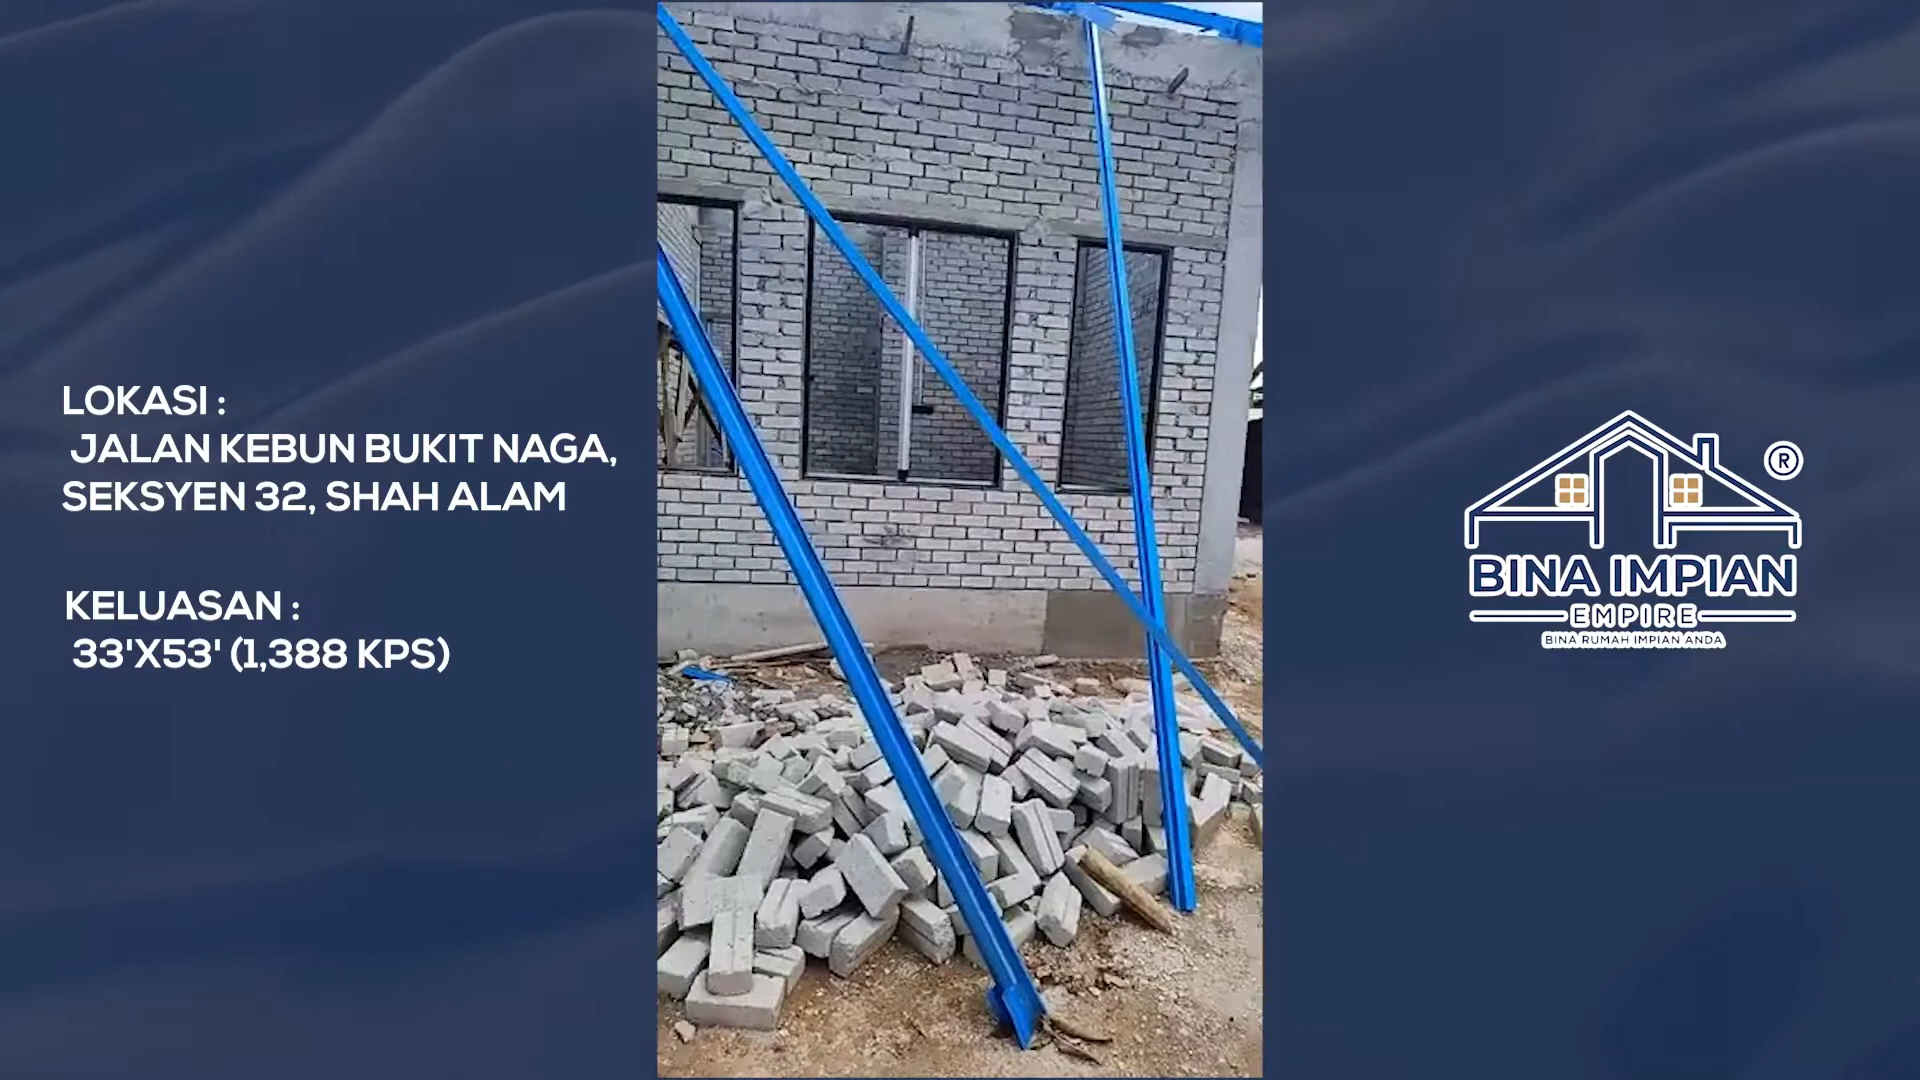 LOKASI :
JALAN KEBUN BUKIT NAGA,
SEKSYEN 32, SHAH ALAM
KELUASAN :
33'X53' (1,388 KPS)
®
BINA IMPIAN
EMPIRE
BINA RUMAH IMPIAN ANDA